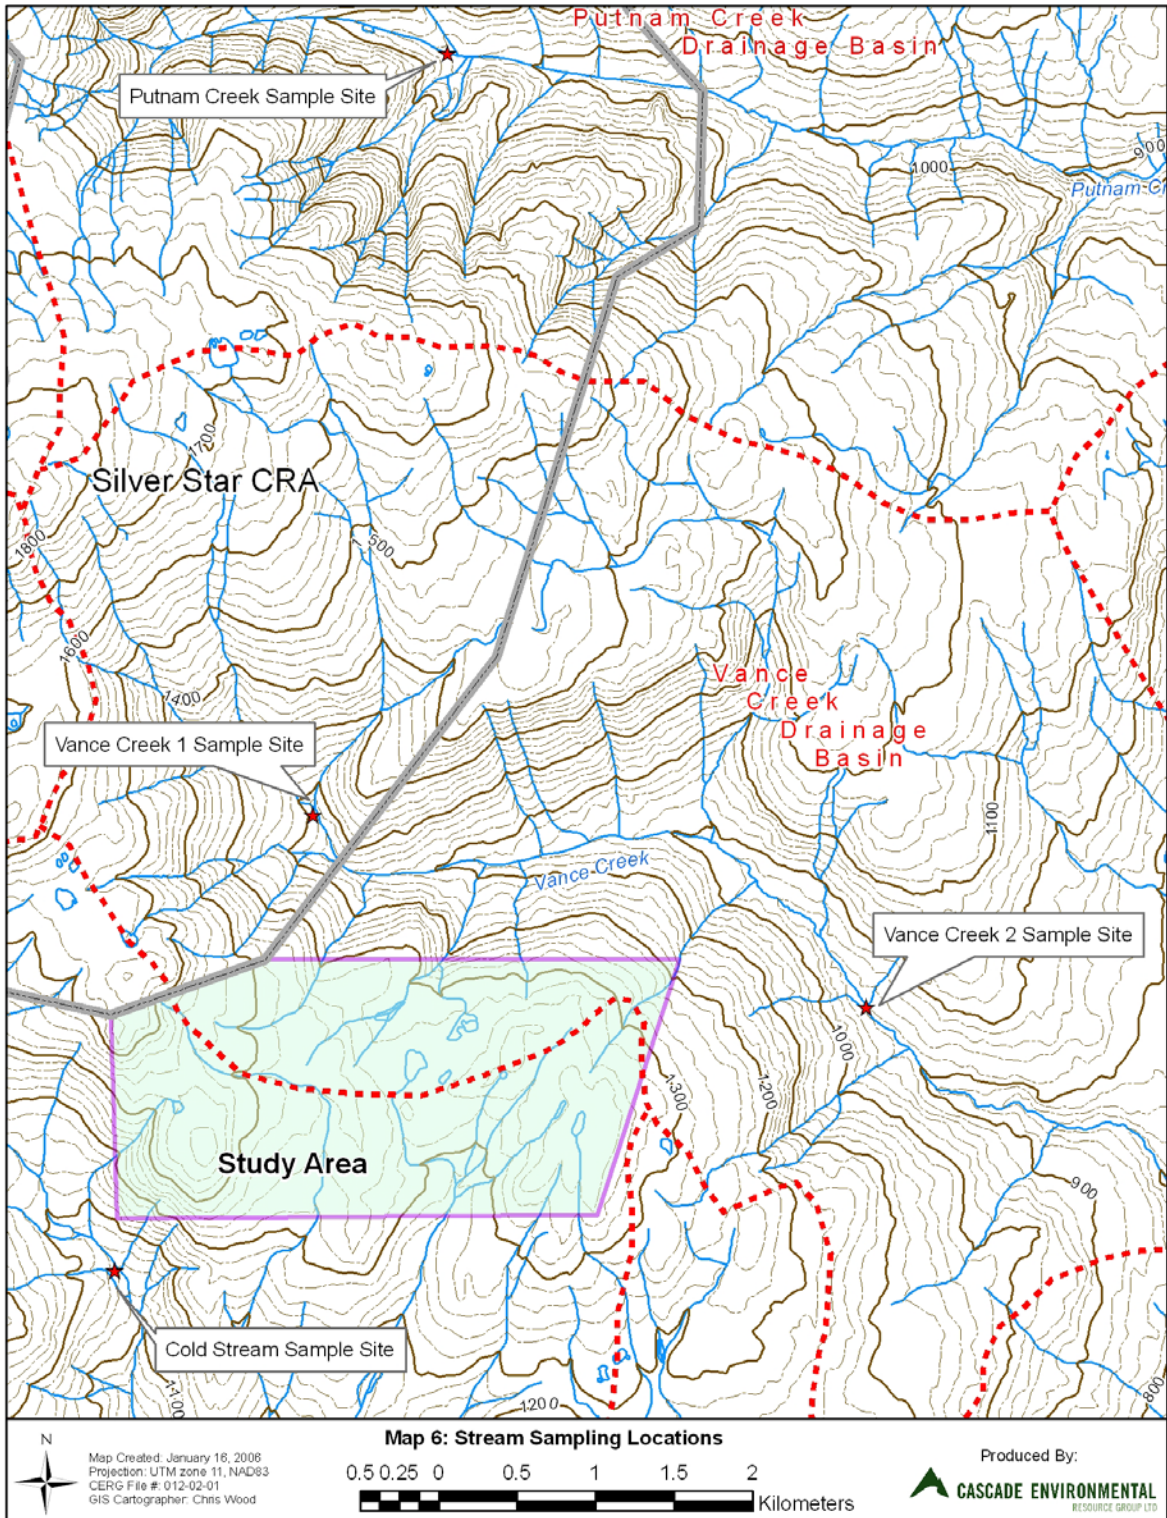 Putnam Creek
Drainage Basin
Putnam Creek Sample Site
900
1000
Putnam Cr
1700
Silver Star CRA
1800
1500
1600
1400
Vance
Creek
Drainage
Basin
Vance Creek 1 Sample Site
1100
Vance Creek
Vance Creek 2 Sample Site
1000
1300
1200
Study Area
900
Cold Stream Sample Site
1100
1200
800
N
Map Created: January 16, 2006
Projection: UTM zone 11, NAD83
CERG File #: 012-02-01
GIS Cartographer: Chris Wood
Map 6: Stream Sampling Locations
0.5 0.25 0 0.5 1 1.5 2
Kilometers
Produced By:
CASCADE ENVIRONMENTAL
RESOURCE GROUP LTD